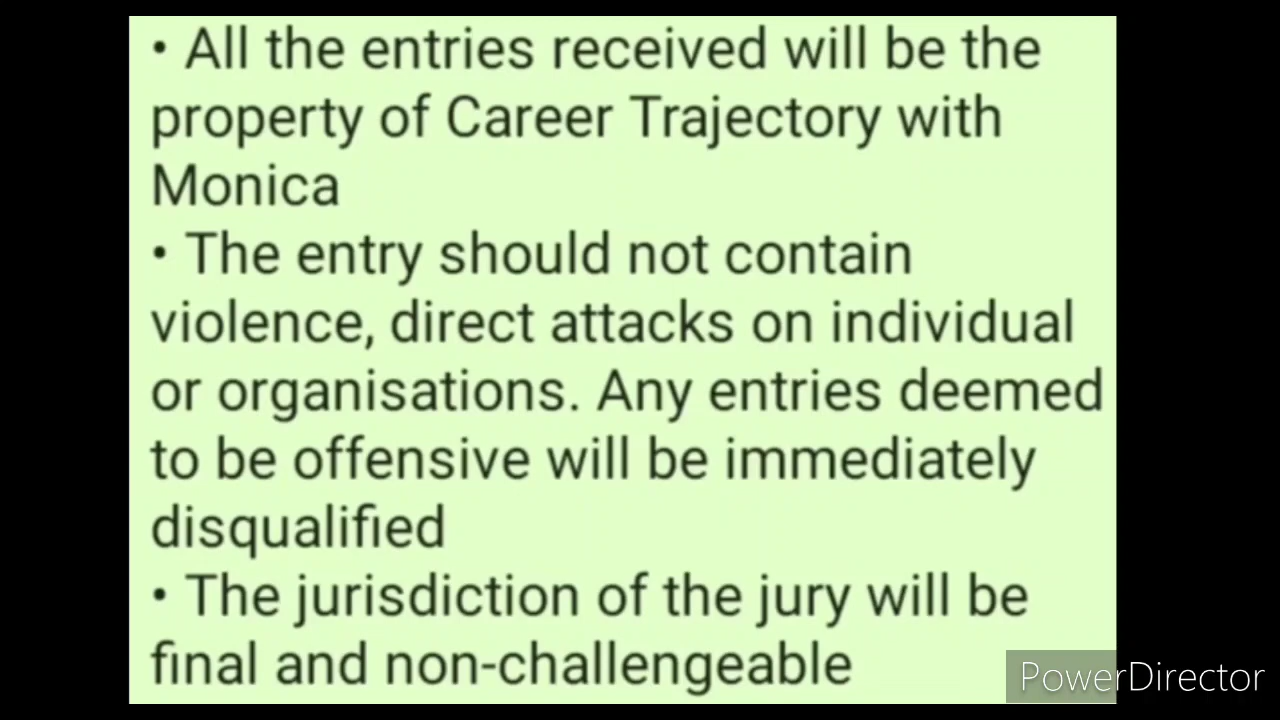 • All the entries received will be the
property of Career Trajectory with
Monica
• The entry should not contain
violence, direct attacks on individual
or organisations. Any entries deemed
to be offensive will be immediately
disqualified
• The jurisdiction of the jury will be
final and non-challengeable
PowerDirector